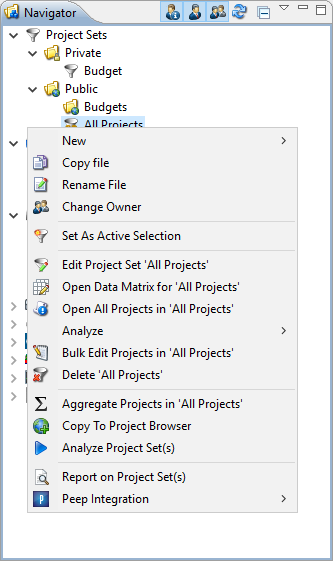 Navigator
Project Sets
Private
Budget
Public
Budgets
All Projects
New
Copy file
Rename File
Change Owner
Set As Active Selection
Edit Project Set 'All Projects'
Open Data Matrix for 'All Projects'
Open All Projects in 'All Projects'
Analyze
Bulk Edit Projects in 'All Projects'
Delete 'All Projects'
Aggregate Projects in 'All Projects'
Copy To Project Browser
Analyze Project Set(s)
Report on Project Set(s)
Peep Integration